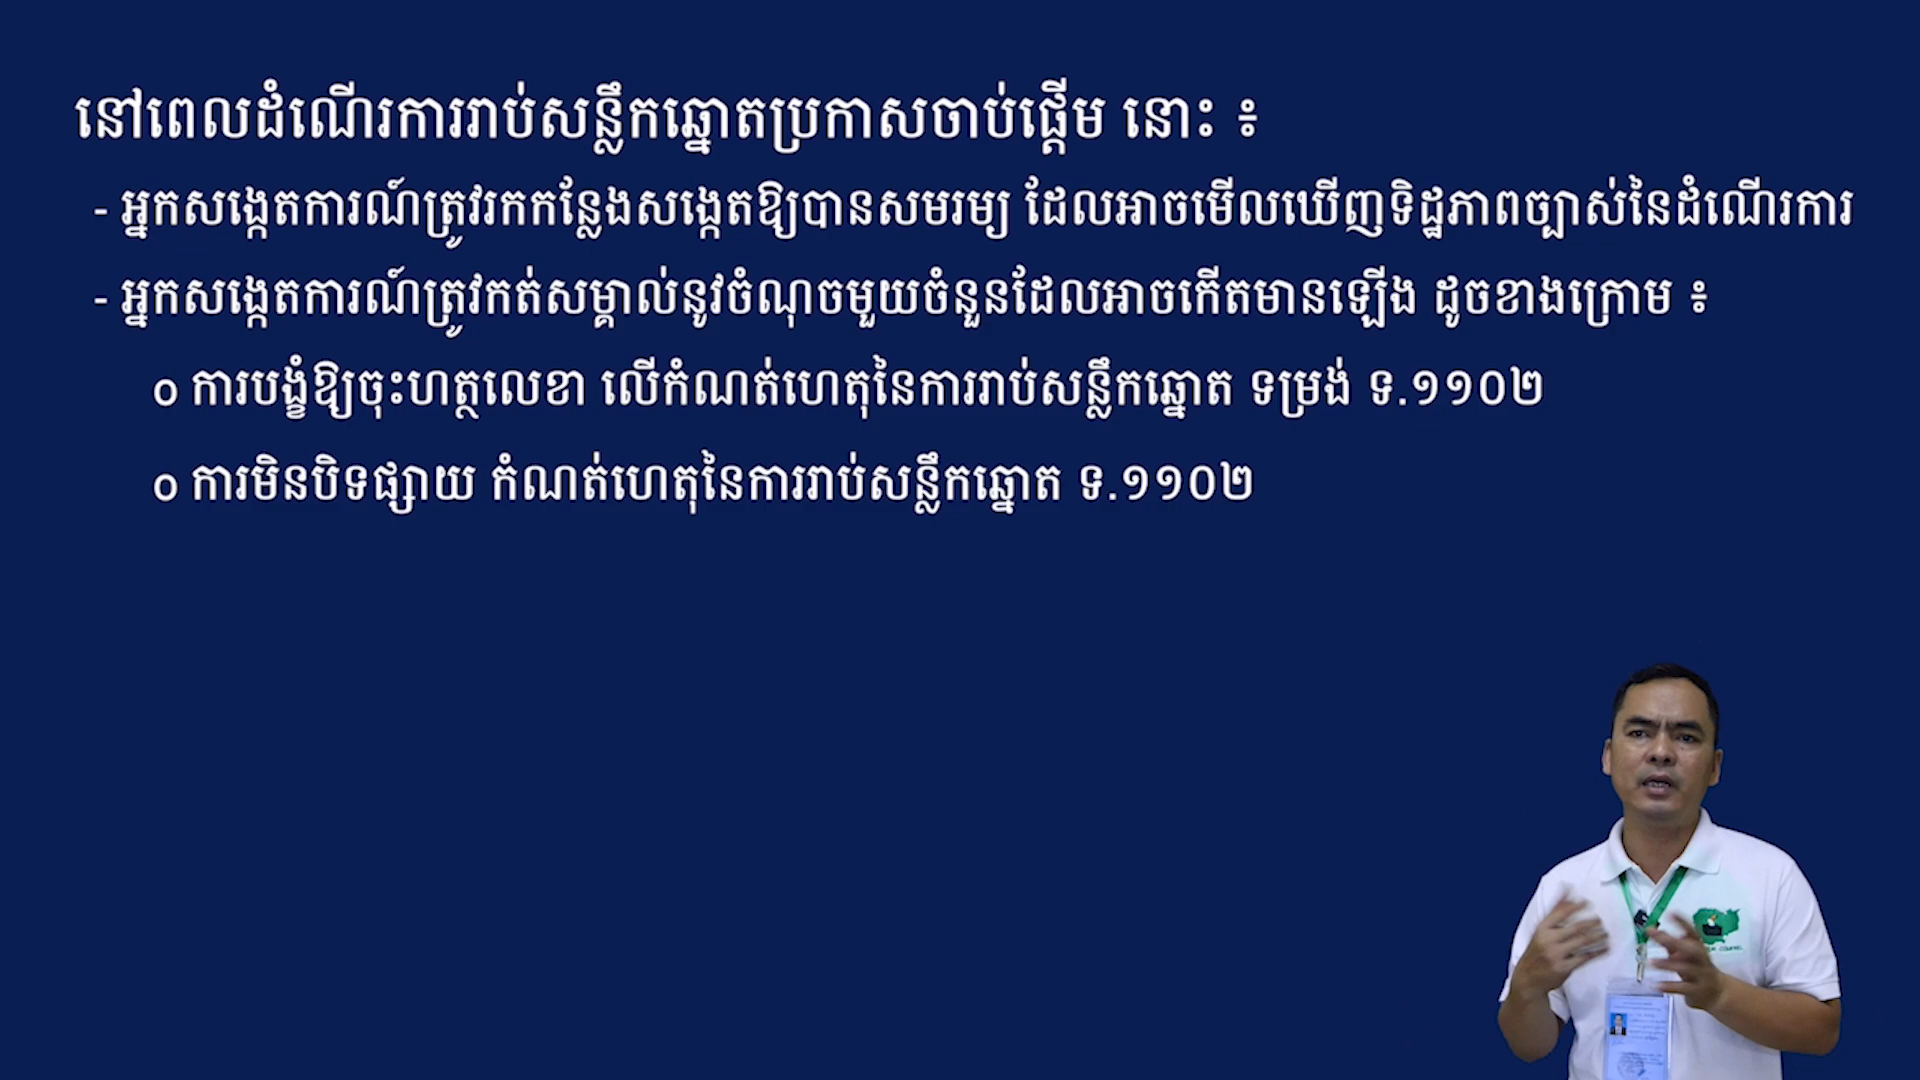 នៅពេលដំណើរការរាប់សន្លឹកឆ្នោតប្រកាសចាប់ផ្ដើម នោះ ៖
- អ្នកសង្កេតការណ៍ត្រូវរកកន្លែងសង្កេតឱ្យបានសមរម្យ ដែលអាចមើលឃើញទិដ្ឋភាពច្បាស់នៃដំណើរការ
- អ្នកសង្កេតការណ៍ត្រូវកត់សម្គាល់នូវចំណុចមួយចំនួនដែលអាចកើតមានឡើង ដូចខាងក្រោម ៖
o ការបង្ខំឱ្យចុះហត្ថលេខា លើកំណត់ហេតុនៃការរាប់សន្លឹកឆ្នោត ទម្រង់ ទ.១១០២
o ការមិនបិទផ្សាយ កំណត់ហេតុនៃការរាប់សន្លឹកឆ្នោត ទ.១១០២